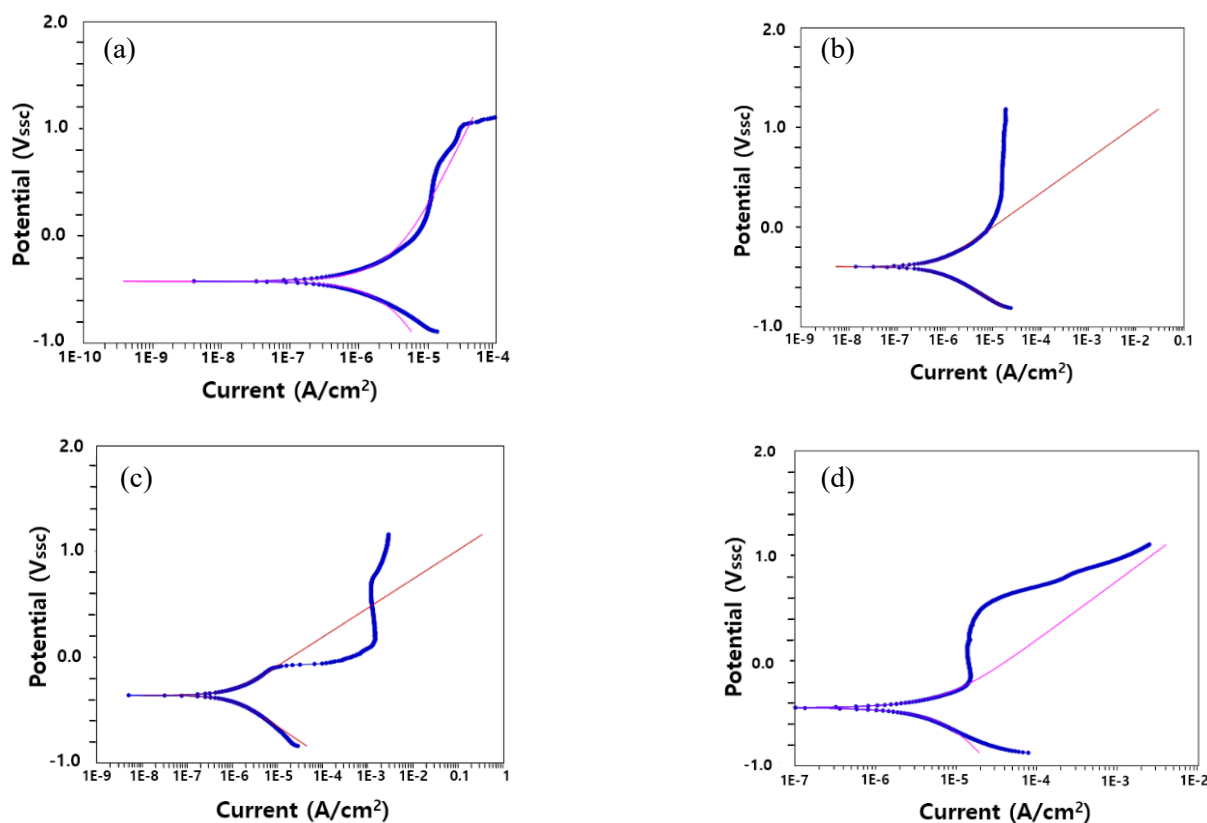 (a)
2.0
1.0
0.0
-1.0
Potential (Vssc)
1E-10 1E-9 1E-8 1E-7 1E-6 1E-5 1E-4
Current (A/cm²)
(b)
2.0
1.0
0.0
-1.0
Potential (Vssc)
1E-9 1E-8 1E-7 1E-6 1E-5 1E-4 1E-3 1E-2 0.1
Current (A/cm²)
(c)
2.0
1.0
0.0
-1.0
Potential (Vssc)
1E-9 1E-8 1E-7 1E-6 1E-5 1E-4 1E-3 1E-2 0.1 1
Current (A/cm²)
(d)
2.0
1.0
0.0
-1.0
Potential (Vssc)
1E-7 1E-6 1E-5 1E-4 1E-3 1E-2
Current (A/cm²)